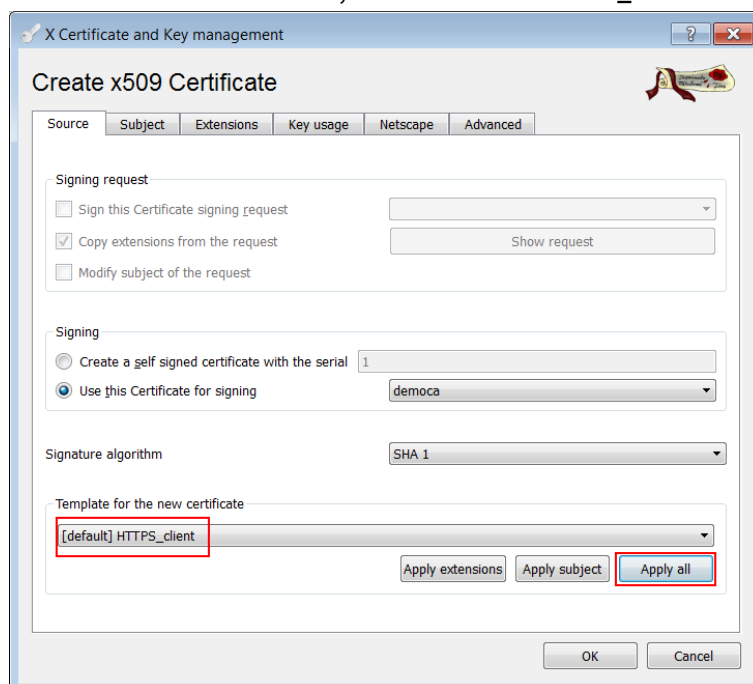 X Certificate and Key management
Create x509 Certificate
Source Subject Extensions Key usage Netscape Advanced
Signing request
Sign this Certificate signing request
Copy extensions from the request Show request
Modify subject of the request
Signing
Create a self signed certificate with the serial 1
Use this Certificate for signing democa
Signature algorithm SHA 1
Template for the new certificate
[default] HTTPS_client
Apply extensions Apply subject Apply all
OK Cancel